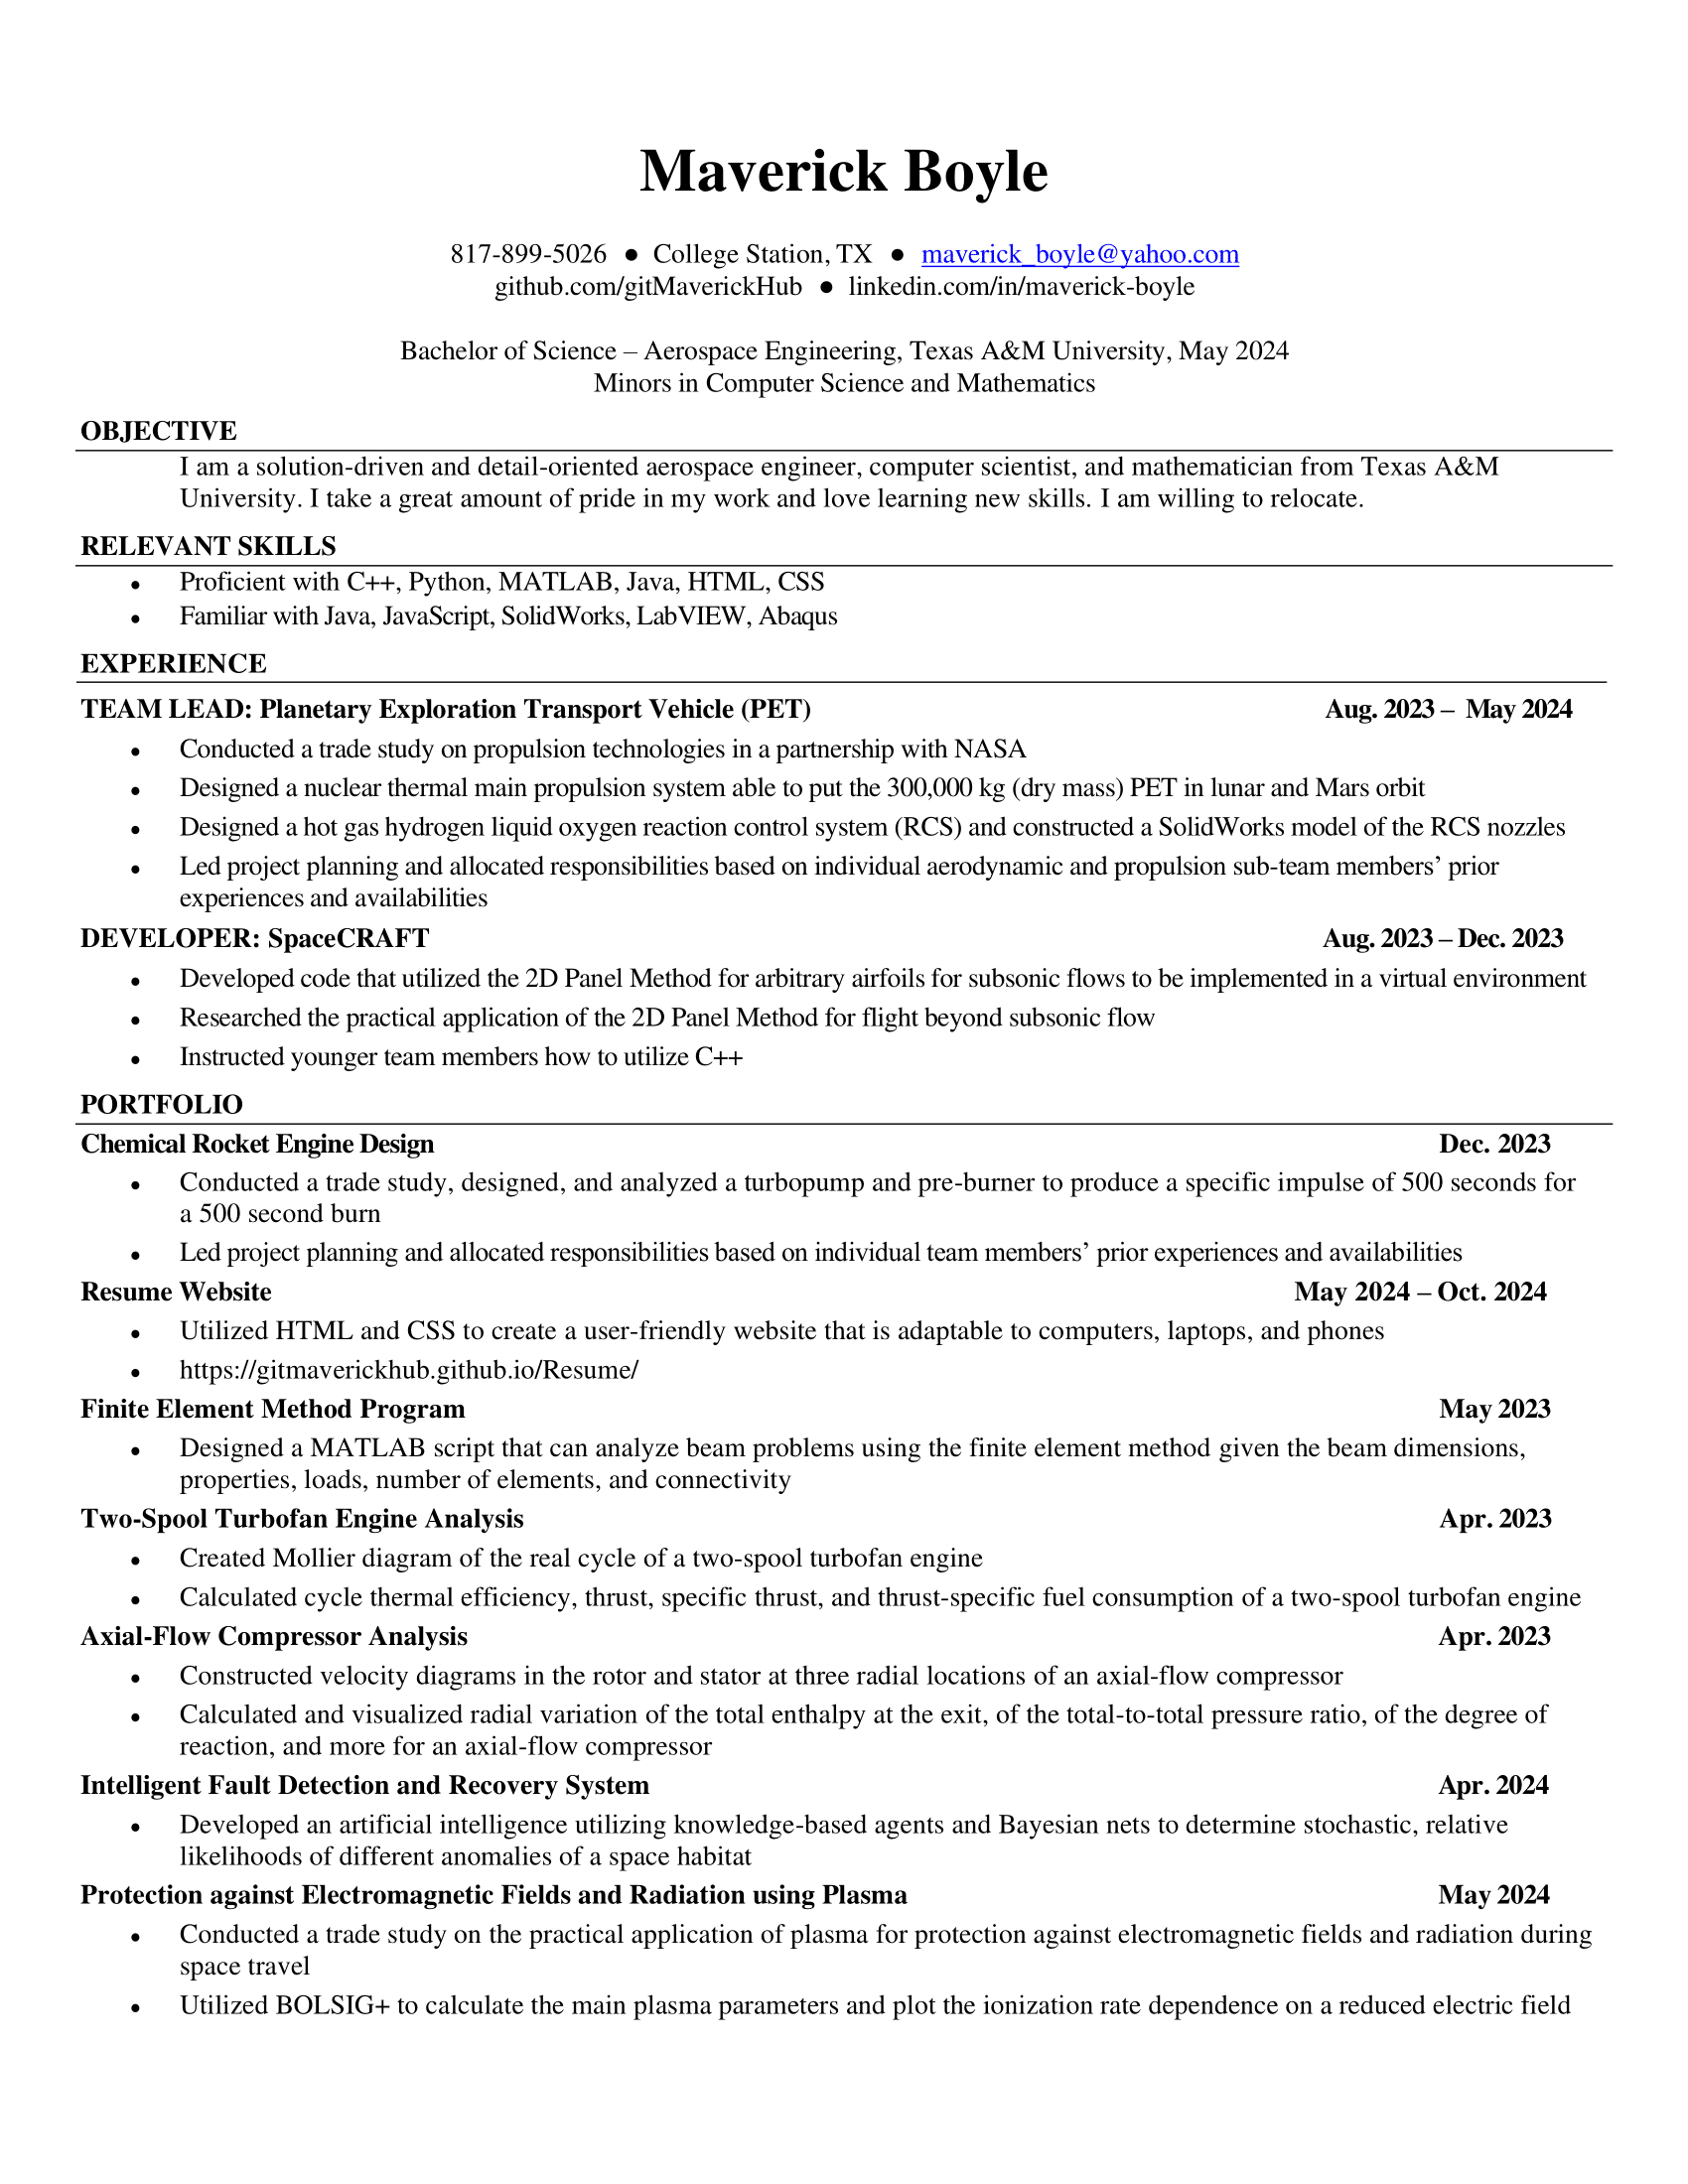 Maverick Boyle
817-899-5026 ● College Station, TX ● maverick_boyle@yahoo.com
github.com/gitMaverickHub ● linkedin.com/in/maverick-boyle
Bachelor of Science – Aerospace Engineering, Texas A&M University, May 2024
Minors in Computer Science and Mathematics
OBJECTIVE
I am a solution-driven and detail-oriented aerospace engineer, computer scientist, and mathematician from Texas A&M
University. I take a great amount of pride in my work and love learning new skills. I am willing to relocate.
RELEVANT SKILLS
● Proficient with C++, Python, MATLAB, Java, HTML, CSS
● Familiar with Java, JavaScript, SolidWorks, LabVIEW, Abaqus
EXPERIENCE
TEAM LEAD: Planetary Exploration Transport Vehicle (PET) Aug. 2023 – May 2024
● Conducted a trade study on propulsion technologies in a partnership with NASA
● Designed a nuclear thermal main propulsion system able to put the 300,000 kg (dry mass) PET in lunar and Mars orbit
● Designed a hot gas hydrogen liquid oxygen reaction control system (RCS) and constructed a SolidWorks model of the RCS nozzles
● Led project planning and allocated responsibilities based on individual aerodynamic and propulsion sub-team members’ prior
experiences and availabilities
DEVELOPER: SpaceCRAFT Aug. 2023 – Dec. 2023
● Developed code that utilized the 2D Panel Method for arbitrary airfoils for subsonic flows to be implemented in a virtual environment
● Researched the practical application of the 2D Panel Method for flight beyond subsonic flow
● Instructed younger team members how to utilize C++
PORTFOLIO
Chemical Rocket Engine Design Dec. 2023
● Conducted a trade study, designed, and analyzed a turbopump and pre-burner to produce a specific impulse of 500 seconds for
a 500 second burn
● Led project planning and allocated responsibilities based on individual team members’ prior experiences and availabilities
Resume Website May 2024 – Oct. 2024
● Utilized HTML and CSS to create a user-friendly website that is adaptable to computers, laptops, and phones
● https://gitmaverickhub.github.io/Resume/
Finite Element Method Program May 2023
● Designed a MATLAB script that can analyze beam problems using the finite element method given the beam dimensions,
properties, loads, number of elements, and connectivity
Two-Spool Turbofan Engine Analysis Apr. 2023
● Created Mollier diagram of the real cycle of a two-spool turbofan engine
● Calculated cycle thermal efficiency, thrust, specific thrust, and thrust-specific fuel consumption of a two-spool turbofan engine
Axial-Flow Compressor Analysis Apr. 2023
● Constructed velocity diagrams in the rotor and stator at three radial locations of an axial-flow compressor
● Calculated and visualized radial variation of the total enthalpy at the exit, of the total-to-total pressure ratio, of the degree of
reaction, and more for an axial-flow compressor
Intelligent Fault Detection and Recovery System Apr. 2024
● Developed an artificial intelligence utilizing knowledge-based agents and Bayesian nets to determine stochastic, relative
likelihoods of different anomalies of a space habitat
Protection against Electromagnetic Fields and Radiation using Plasma May 2024
● Conducted a trade study on the practical application of plasma for protection against electromagnetic fields and radiation during
space travel
● Utilized BOLSIG+ to calculate the main plasma parameters and plot the ionization rate dependence on a reduced electric field